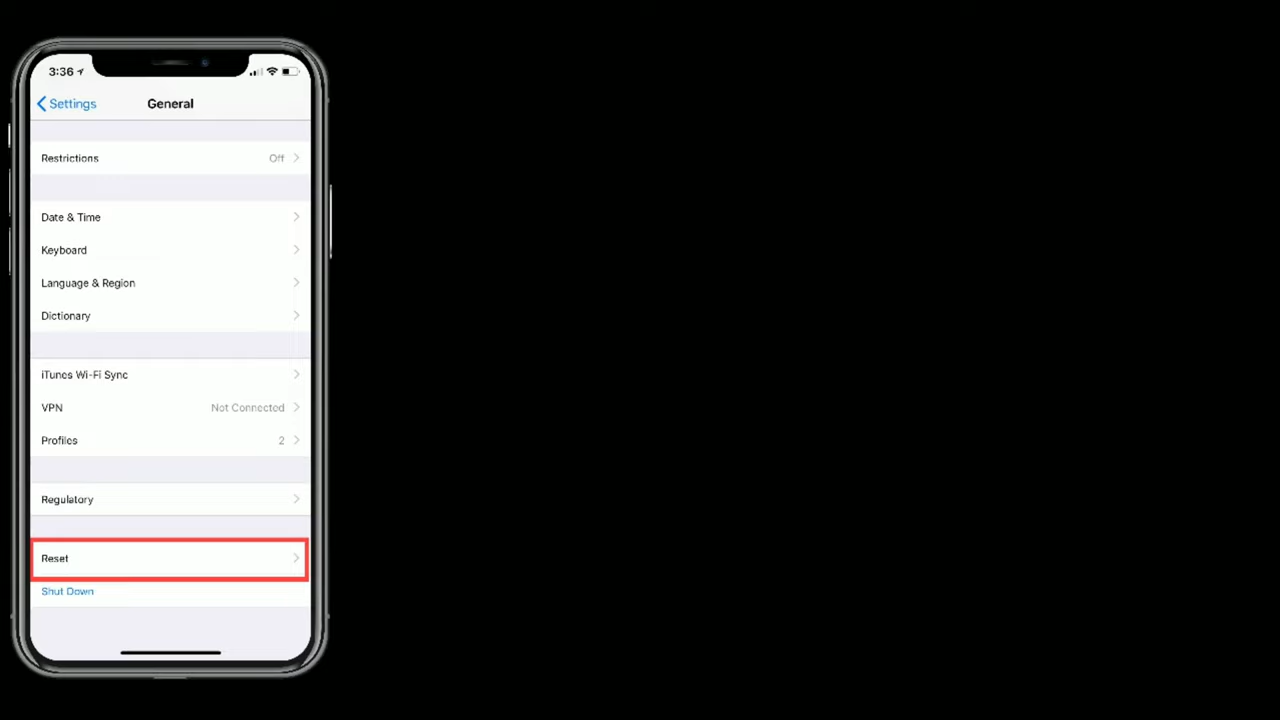 3:36
Settings
General
Restrictions Off
Date & Time
Keyboard
Language & Region
Dictionary
iTunes Wi-Fi Sync
VPN Not Connected
Profiles 2
Regulatory
Reset
Shut Down